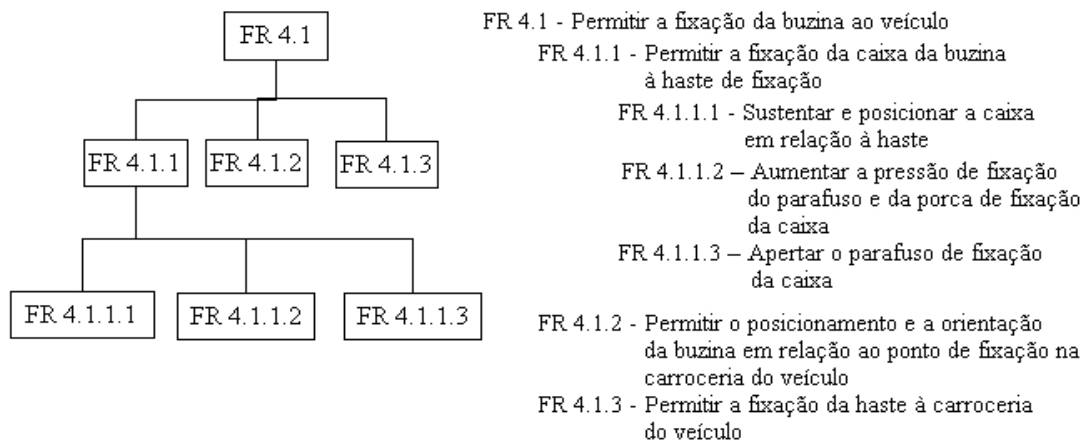 FR 4.1
FR 4.1.1
FR 4.1.2
FR 4.1.3
FR 4.1.1.1
FR 4.1.1.2
FR 4.1.1.3
FR 4.1 - Permitir a fixação da buzina ao veículo
FR 4.1.1 - Permitir a fixação da caixa da buzina
à haste de fixação
FR 4.1.1.1 - Sustentar e posicionar a caixa
em relação à haste
FR 4.1.1.2 – Aumentar a pressão de fixação
do parafuso e da porca de fixação
da caixa
FR 4.1.1.3 – Apertar o parafuso de fixação
da caixa
FR 4.1.2 - Permitir o posicionamento e a orientação
da buzina em relação ao ponto de fixação na
carroceria do veículo
FR 4.1.3 - Permitir a fixação da haste à carroceria
do veículo